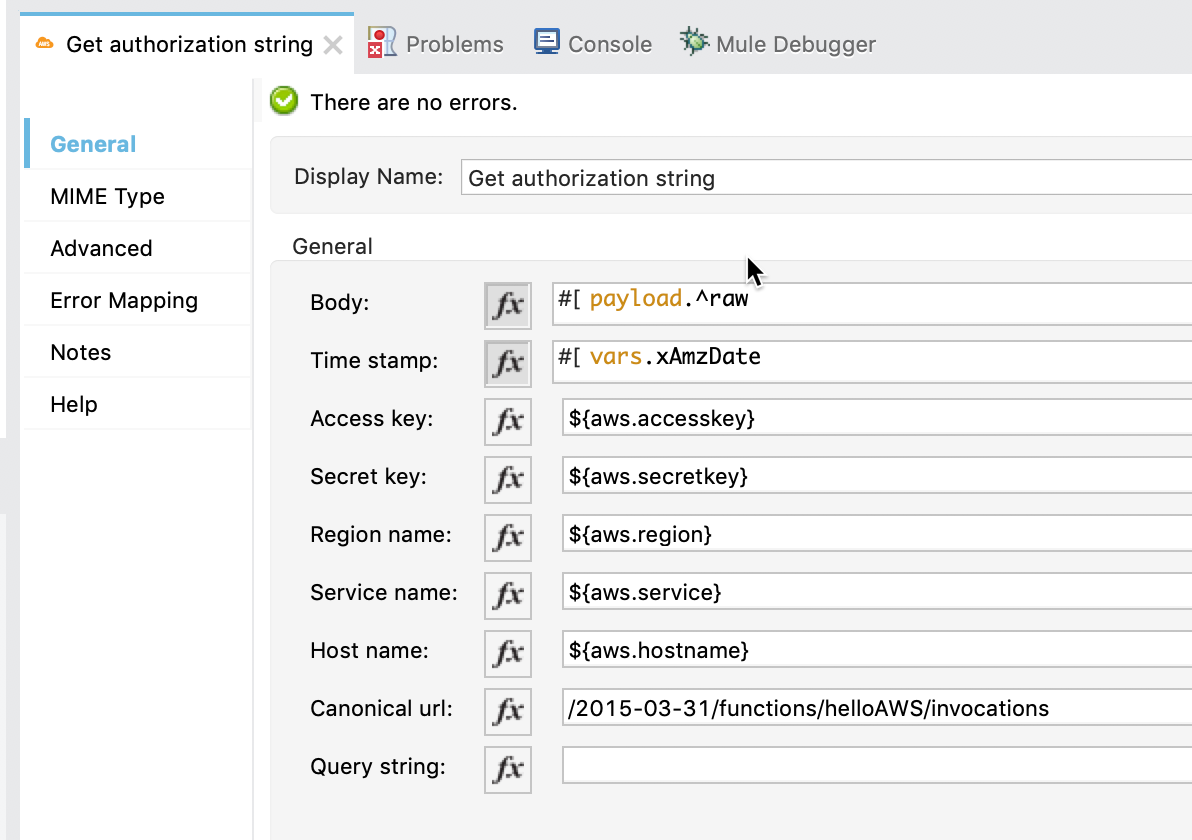 Get authorization string
Problems
Console
Mule Debugger
There are no errors.
General
MIME Type
Advanced
Error Mapping
Notes
Help
Display Name: Get authorization string
General
Body: fx #[ payload.^raw
Time stamp: fx #[ vars.xAmzDate
Access key: fx ${aws.accesskey}
Secret key: fx ${aws.secretkey}
Region name: fx ${aws.region}
Service name: fx ${aws.service}
Host name: fx ${aws.hostname}
Canonical url: fx /2015-03-31/functions/helloAWS/invocations
Query string: fx